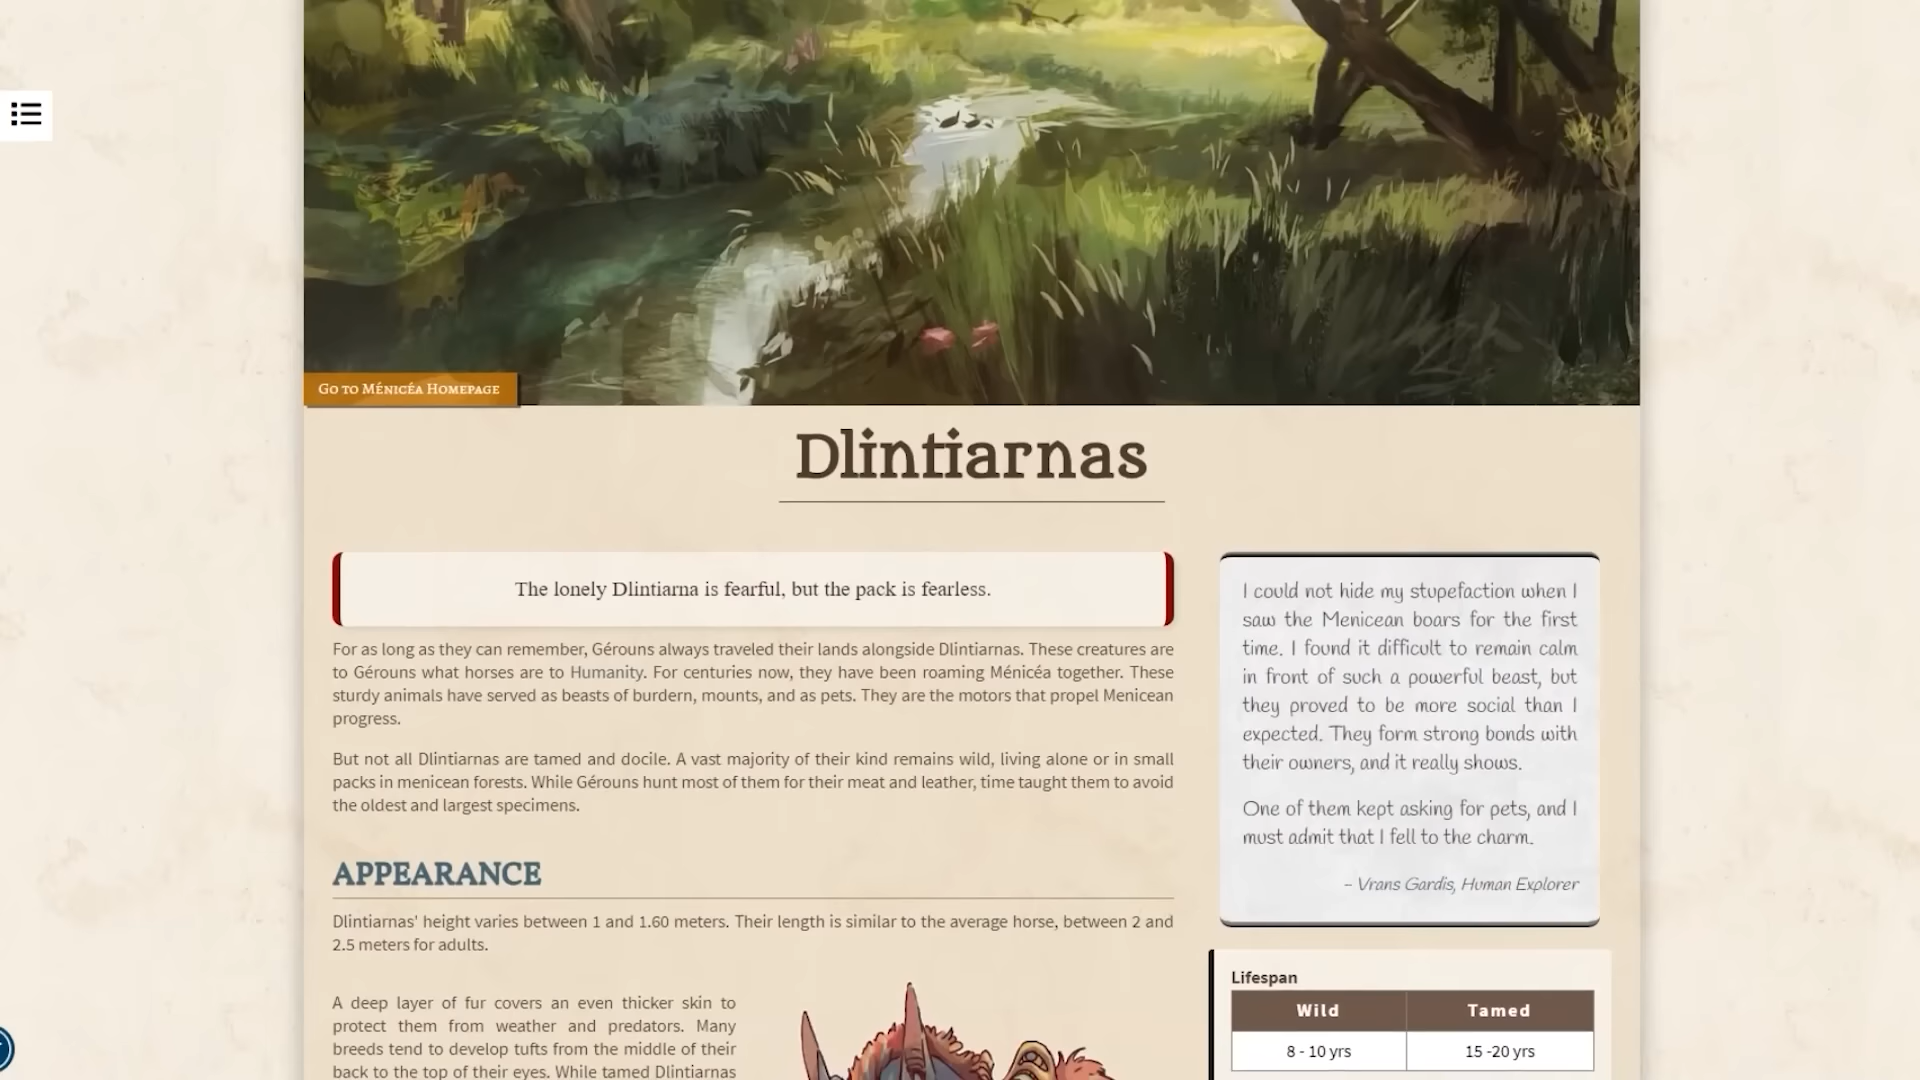 Go to Ménicéa Homepage
Dlintiarnas
The lonely Dlintiarna is fearful, but the pack is fearless.
For as long as they can remember, Gérouns always traveled their lands alongside Dlintiarnas. These creatures are
to Gérouns what horses are to Humanity. For centuries now, they have been roaming Ménicéa together. These
sturdy animals have served as beasts of burdern, mounts, and as pets. They are the motors that propel Menicean
progress.
But not all Dlintiarnas are tamed and docile. A vast majority of their kind remains wild, living alone or in small
packs in menicean forests. While Gérouns hunt most of them for their meat and leather, time taught them to avoid
the oldest and largest specimens.
APPEARANCE
Dlintiarnas' height varies between 1 and 1.60 meters. Their length is similar to the average horse, between 2 and
2.5 meters for adults.
A deep layer of fur covers an even thicker skin to
protect them from weather and predators. Many
breeds tend to develop tufts from the middle of their
back to the top of their eyes. While tamed Dlintiarnas
I could not hide my stupefaction when I
saw the Menicean boars for the first
time. I found it difficult to remain calm
in front of such a powerful beast, but
they proved to be more social than I
expected. They form strong bonds with
their owners, and it really shows.
One of them kept asking for pets, and I
must admit that I fell to the charm.
– Vrans Gardis, Human Explorer
Lifespan
Wild Tamed
8 - 10 yrs 15 -20 yrs